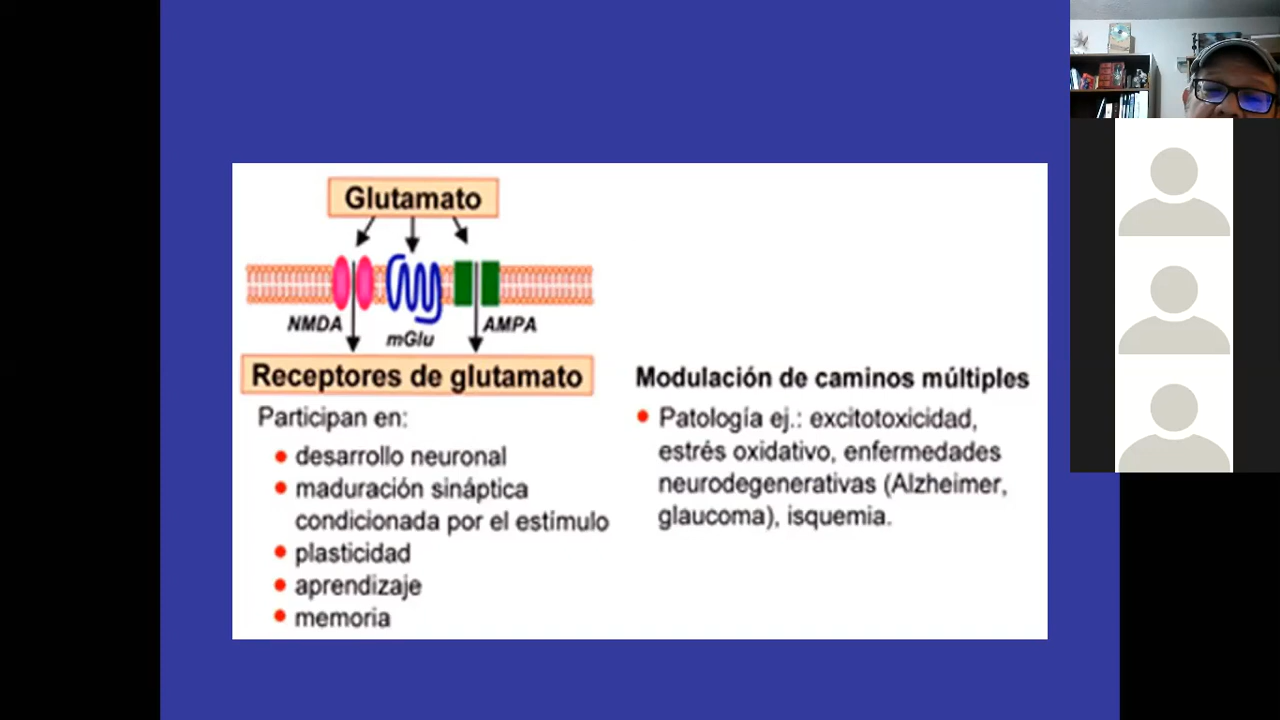 Glutamato
NMDA
mGlu
AMPA
Receptores de glutamato
Participan en:
• desarrollo neuronal
• maduración sináptica
condicionada por el estímulo
• plasticidad
• aprendizaje
• memoria
Modulación de caminos múltiples
• Patología ej.: excitotoxicidad,
estrés oxidativo, enfermedades
neurodegenerativas (Alzheimer,
glaucoma), isquemia.